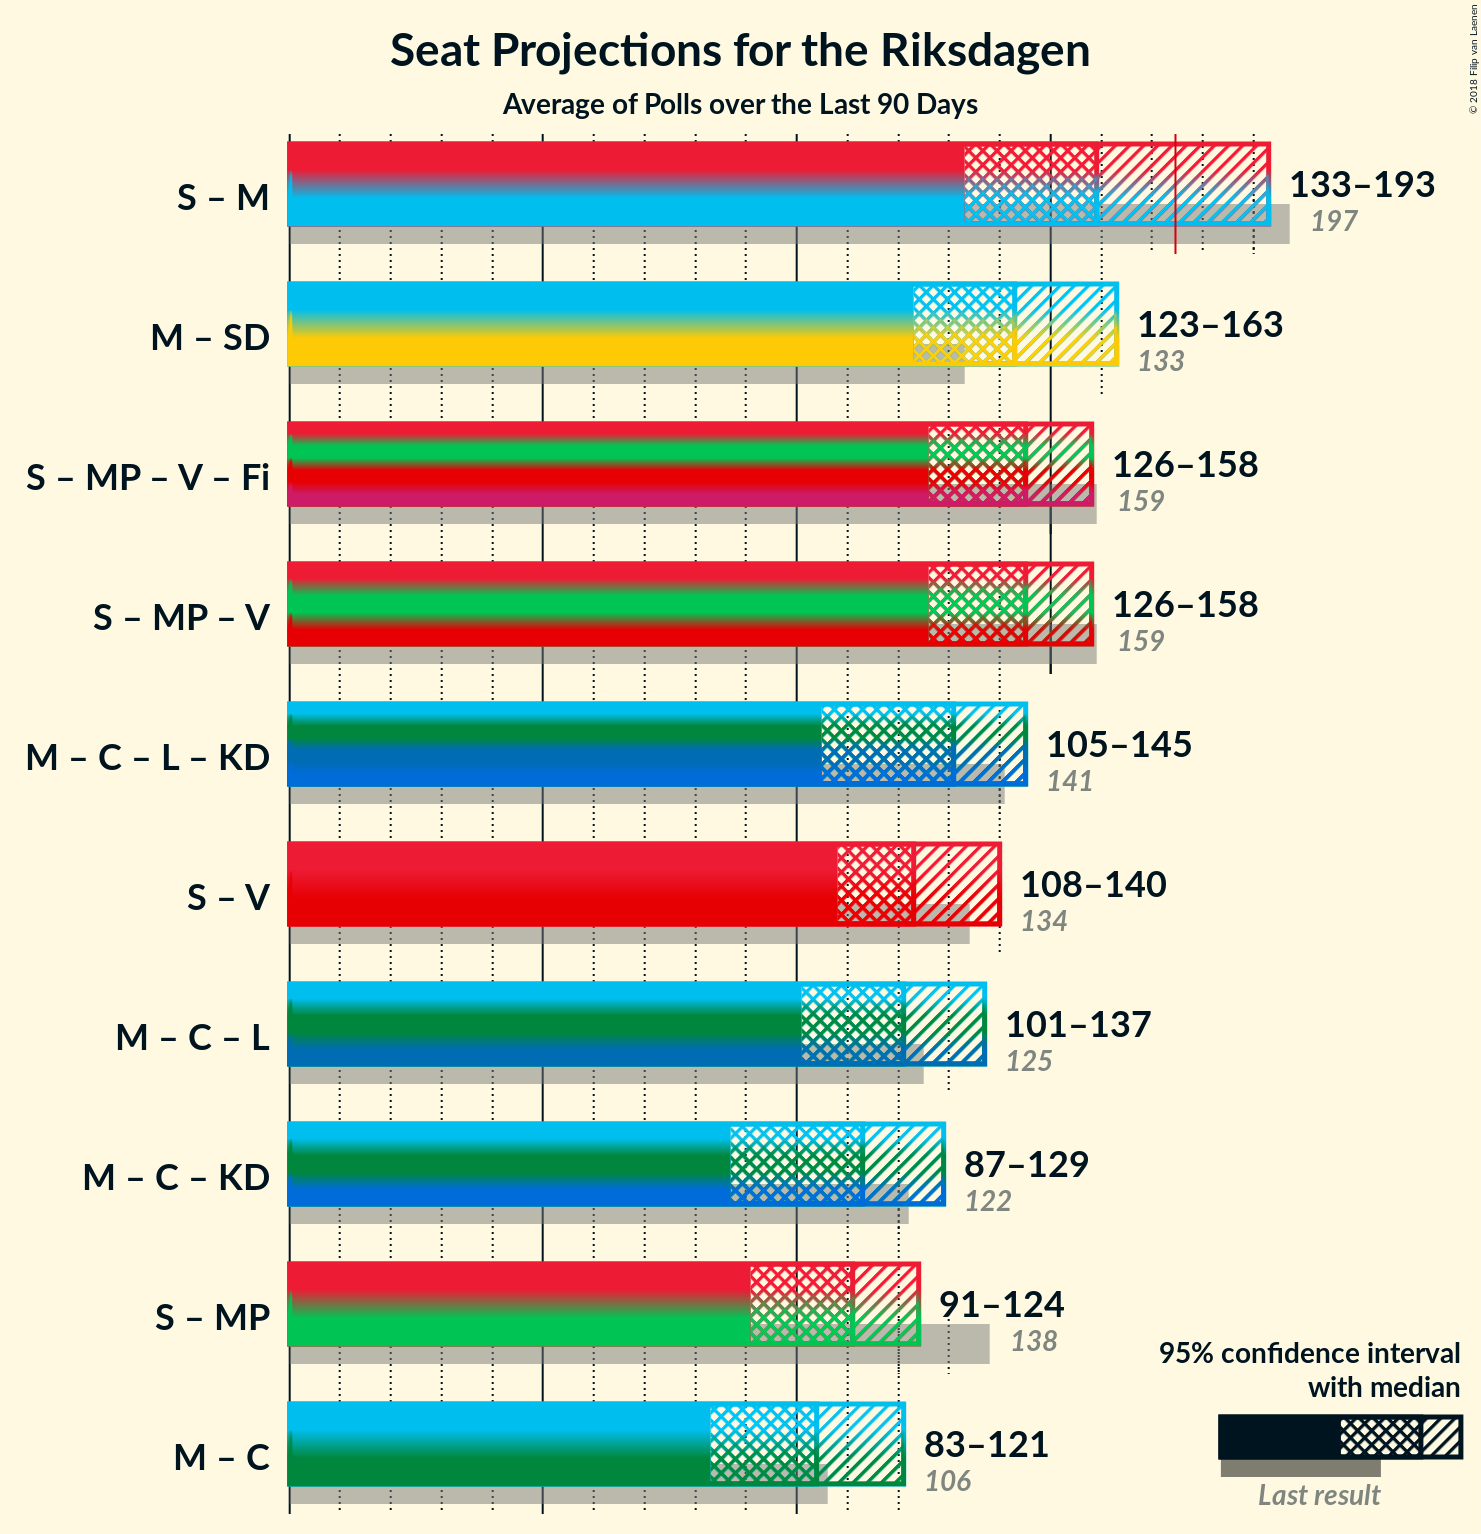 Seat Projections for the Riksdagen
Average of Polls over the Last 90 Days
© 2018 Filip van Laenen
S – M
133–193
197
M – SD
123–163
133
S – MP – V – Fi
126–158
159
S – MP – V
126–158
159
M – C – L – KD
105–145
141
S – V
108–140
134
M – C – L
101–137
125
M – C – KD
87–129
122
S – MP
91–124
138
M – C
83–121
106
95% confidence interval
with median
Last result